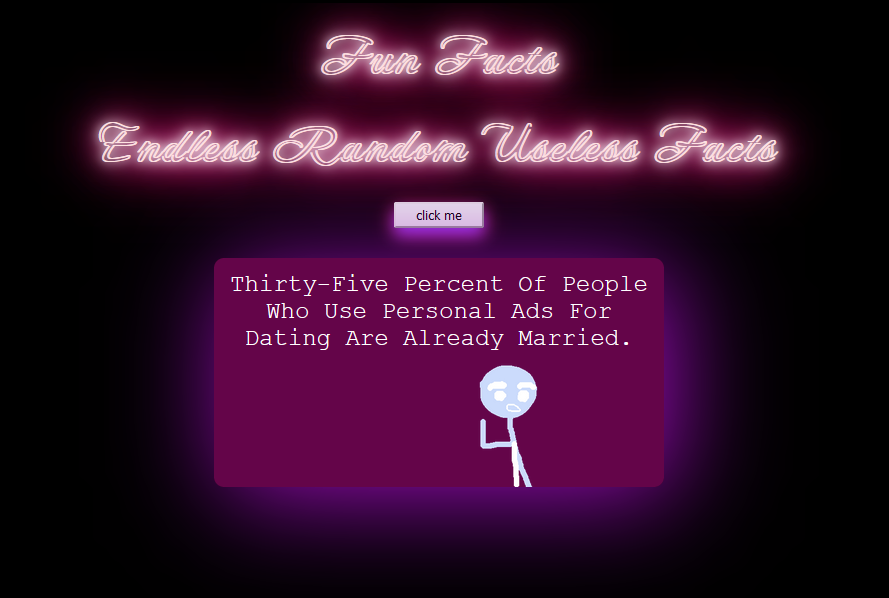 Fun Facts
Endless Random Useless Facts
click me
Thirty-Five Percent Of People
Who Use Personal Ads For
Dating Are Already Married.